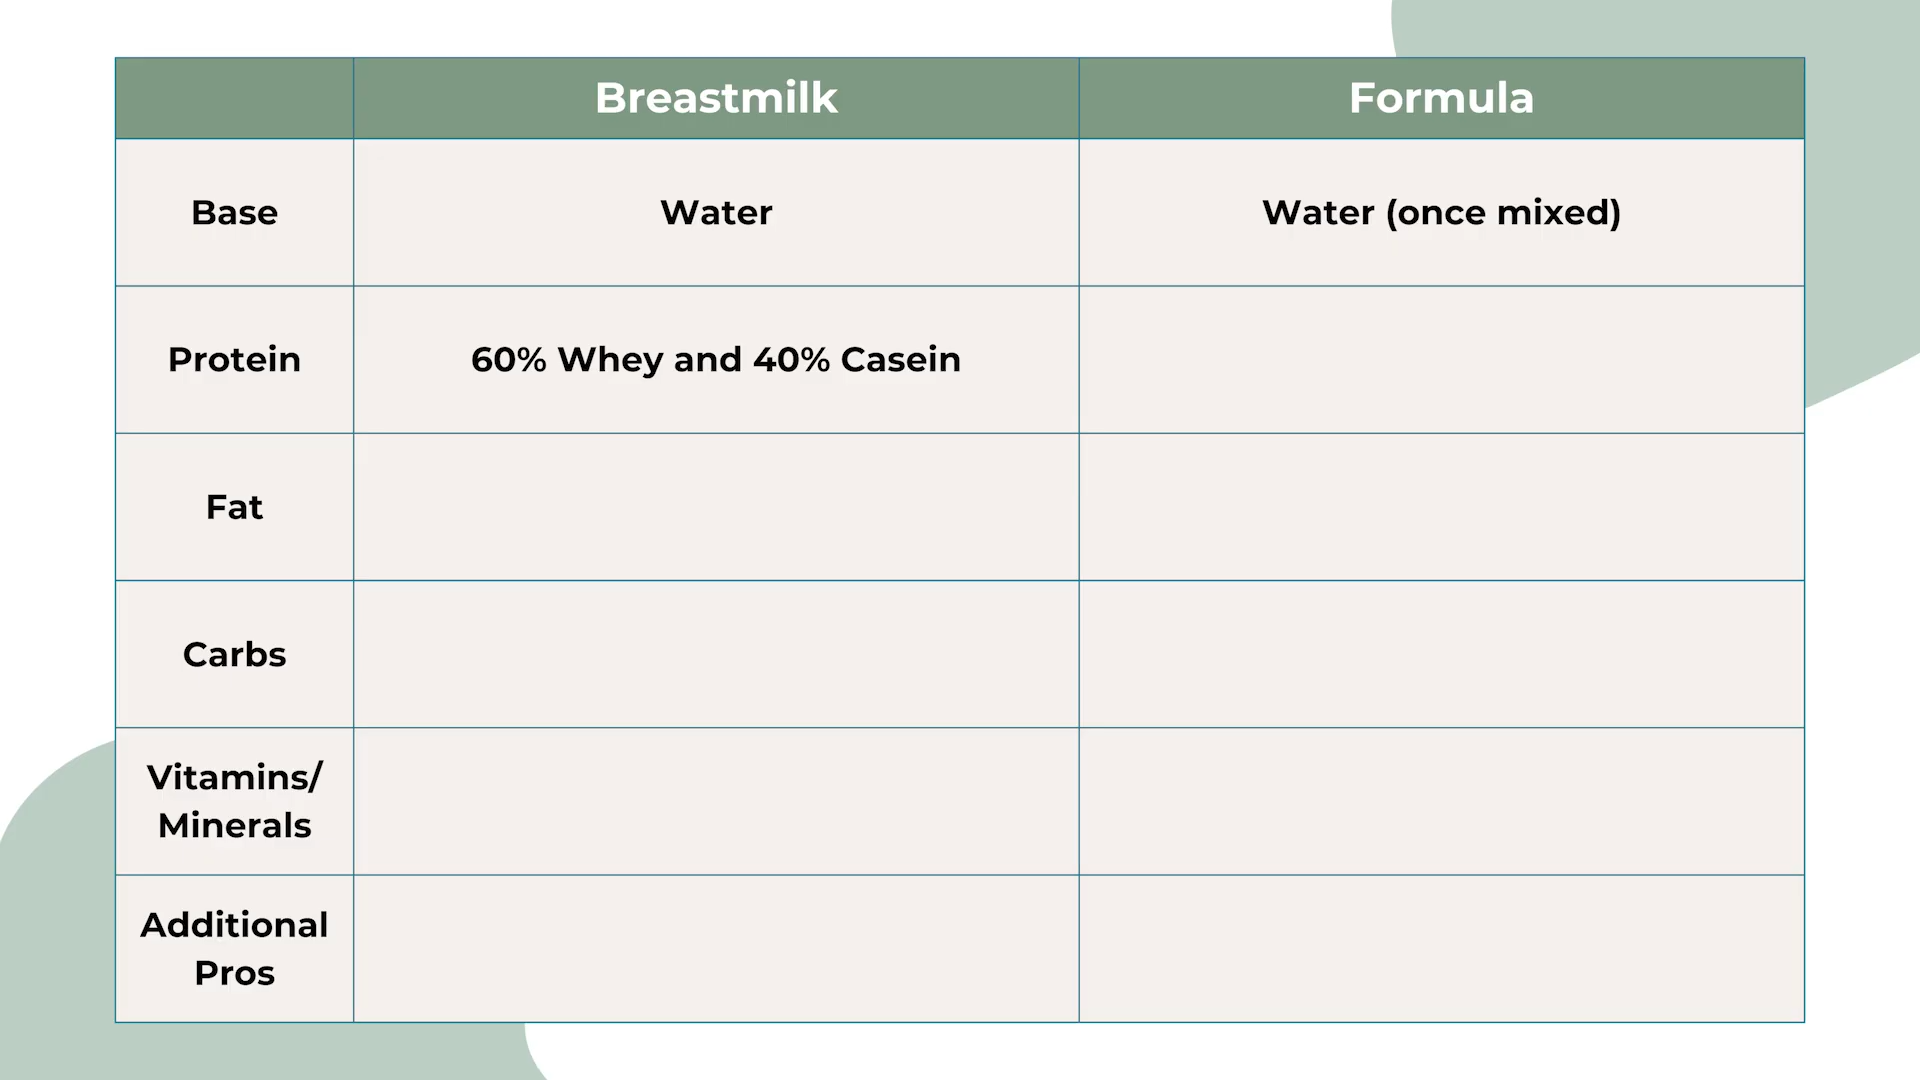 Breastmilk Formula
Base Water Water (once mixed)
Protein 60% Whey and 40% Casein
Fat
Carbs
Vitamins/
Minerals
Additional
Pros